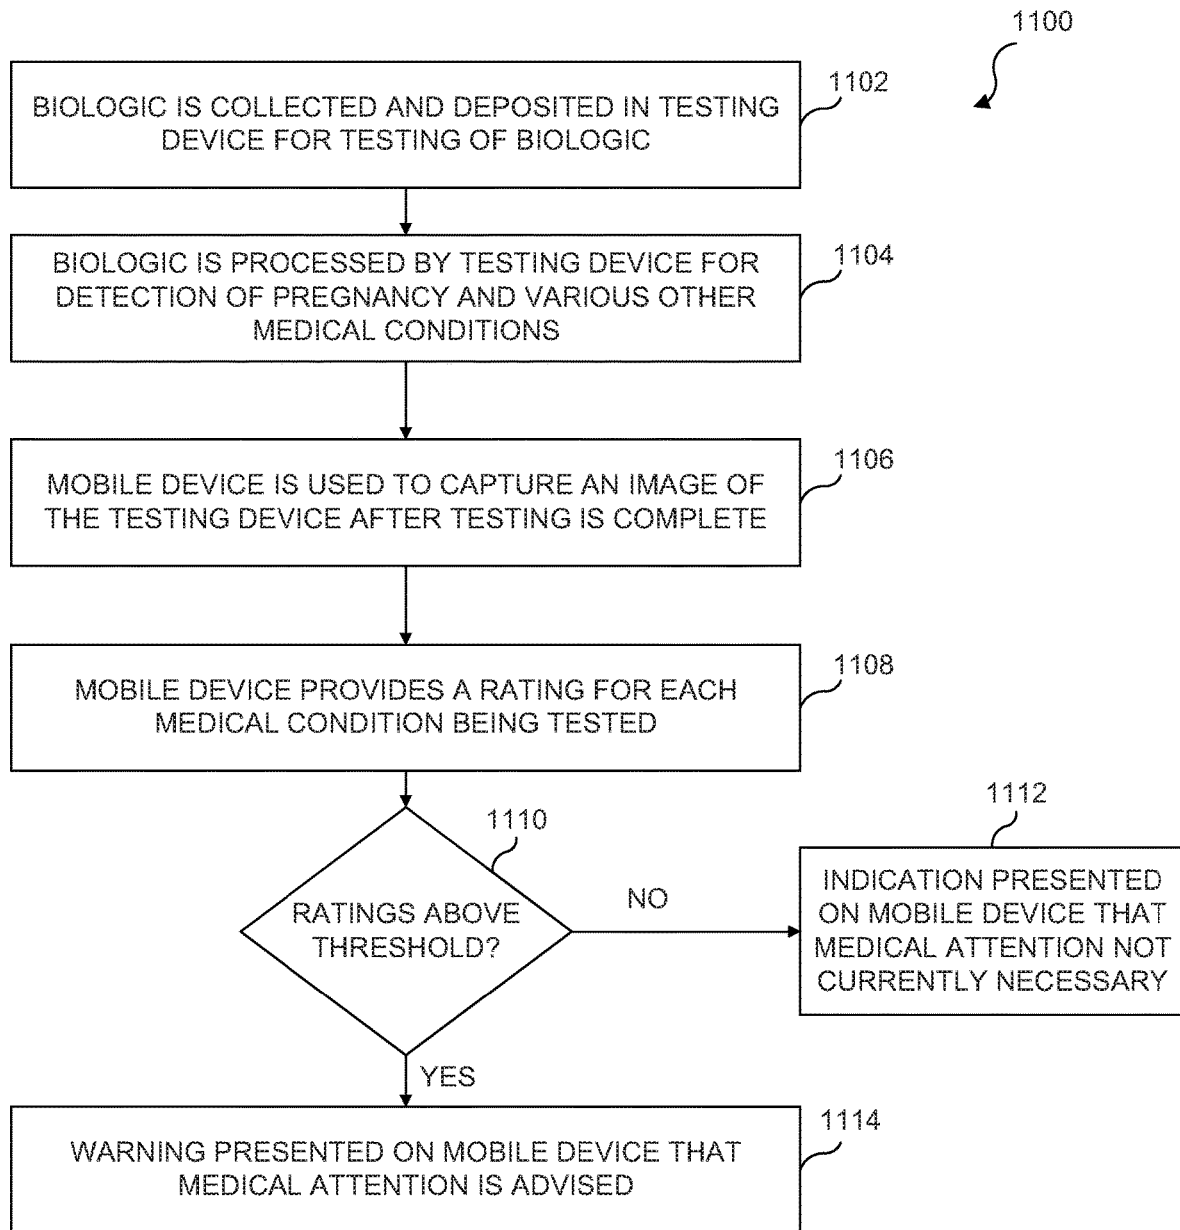 1100
1102
BIOLOGIC IS COLLECTED AND DEPOSITED IN TESTING
DEVICE FOR TESTING OF BIOLOGIC
1104
BIOLOGIC IS PROCESSED BY TESTING DEVICE FOR
DETECTION OF PREGNANCY AND VARIOUS OTHER
MEDICAL CONDITIONS
1106
MOBILE DEVICE IS USED TO CAPTURE AN IMAGE OF
THE TESTING DEVICE AFTER TESTING IS COMPLETE
1108
MOBILE DEVICE PROVIDES A RATING FOR EACH
MEDICAL CONDITION BEING TESTED
1110
RATINGS ABOVE
THRESHOLD?
NO
1112
INDICATION PRESENTED
ON MOBILE DEVICE THAT
MEDICAL ATTENTION NOT
CURRENTLY NECESSARY
YES
1114
WARNING PRESENTED ON MOBILE DEVICE THAT
MEDICAL ATTENTION IS ADVISED